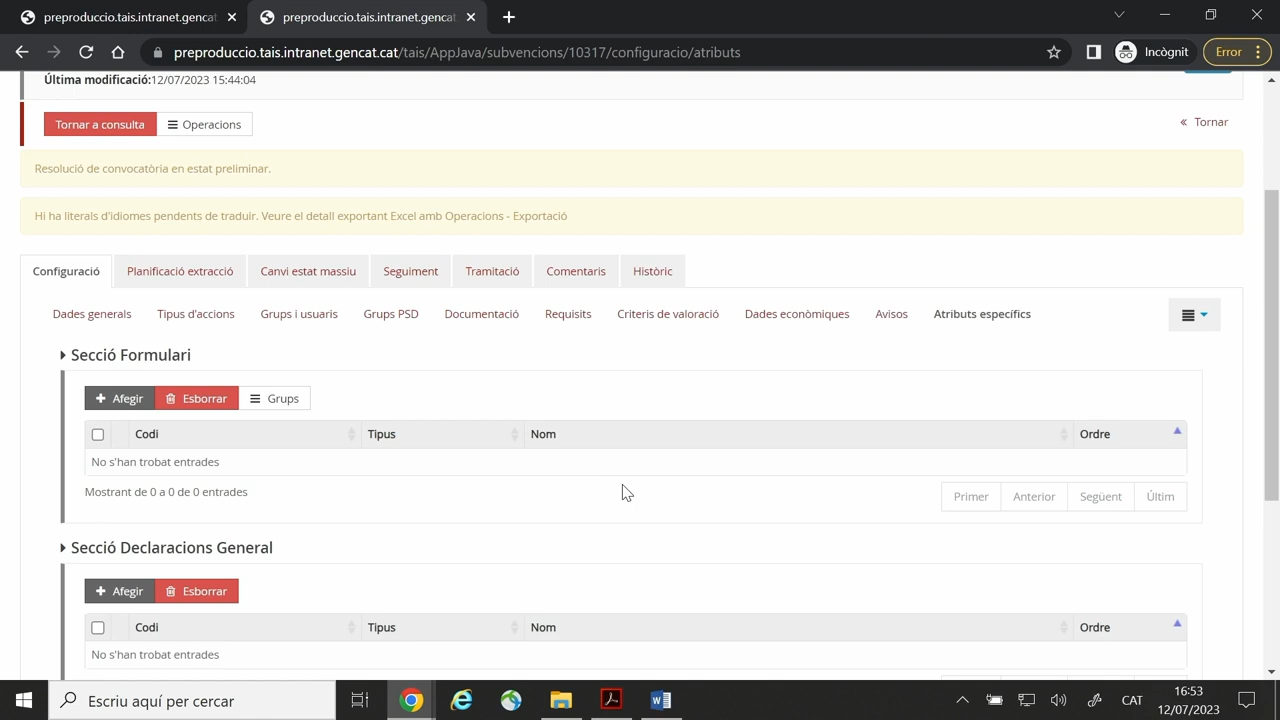 preproduccio.tais.intranet.gencat
preproduccio.tais.intranet.gencat
preproduccio.tais.intranet.gencat.cat/tais/AppJava/subvencions/10317/configuracio/atributs
Incògnit
Error
Última modificació:12/07/2023 15:44:04
Tornar a consulta
Operacions
« Tornar
Resolució de convocatòria en estat preliminar.
Hi ha literals d'idiomes pendents de traduir. Veure el detall exportant Excel amb Operacions - Exportació
Configuració Planificació extracció Canvi estat massiu Seguiment Tramitació Comentaris Històric
Dades generals Tipus d'accions Grups i usuaris Grups PSD Documentació Requisits Criteris de valoració Dades econòmiques Avisos Atributs específics
Secció Formulari
Afegir Esborrar Grups
Codi Tipus Nom Ordre
No s'han trobat entrades
Mostrant de 0 a 0 de 0 entrades
Primer Anterior Següent Últim
Secció Declaracions General
Afegir Esborrar
Codi Tipus Nom Ordre
No s'han trobat entrades
Escriu aquí per cercar
CAT
16:53
12/07/2023